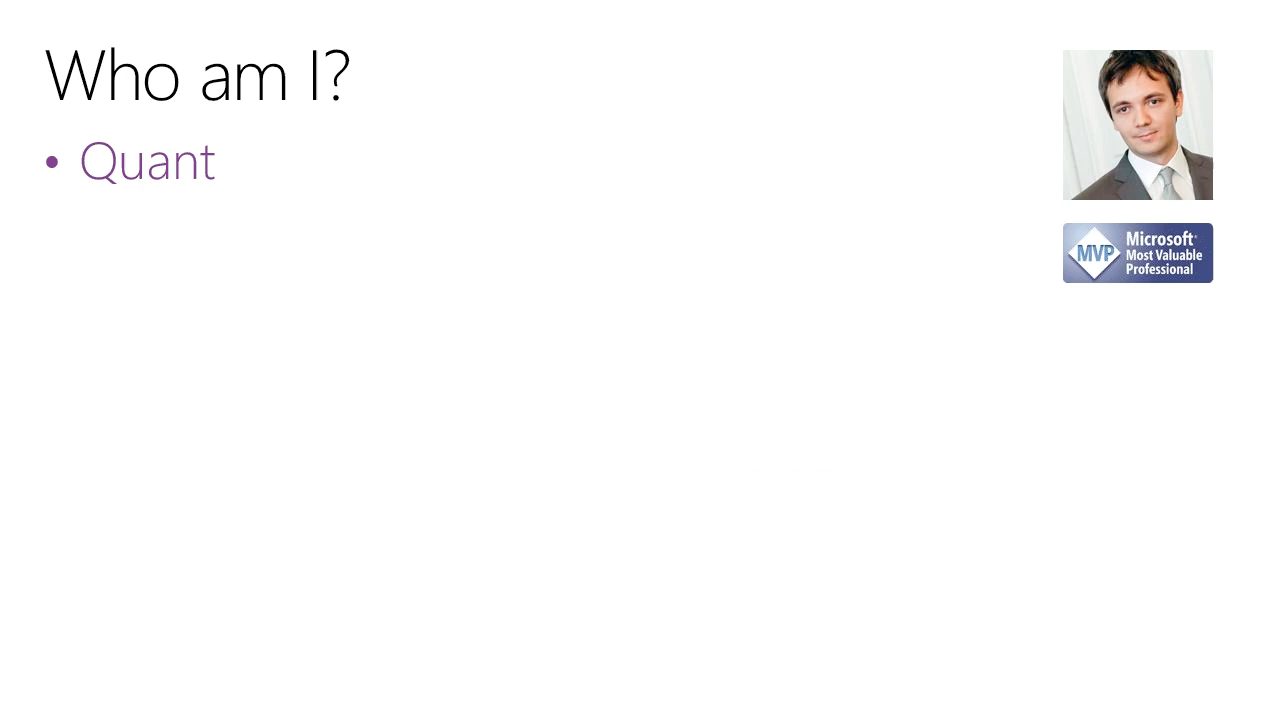 Who am I?
• Quant
MVP
Microsoft®
Most Valuable
Professional